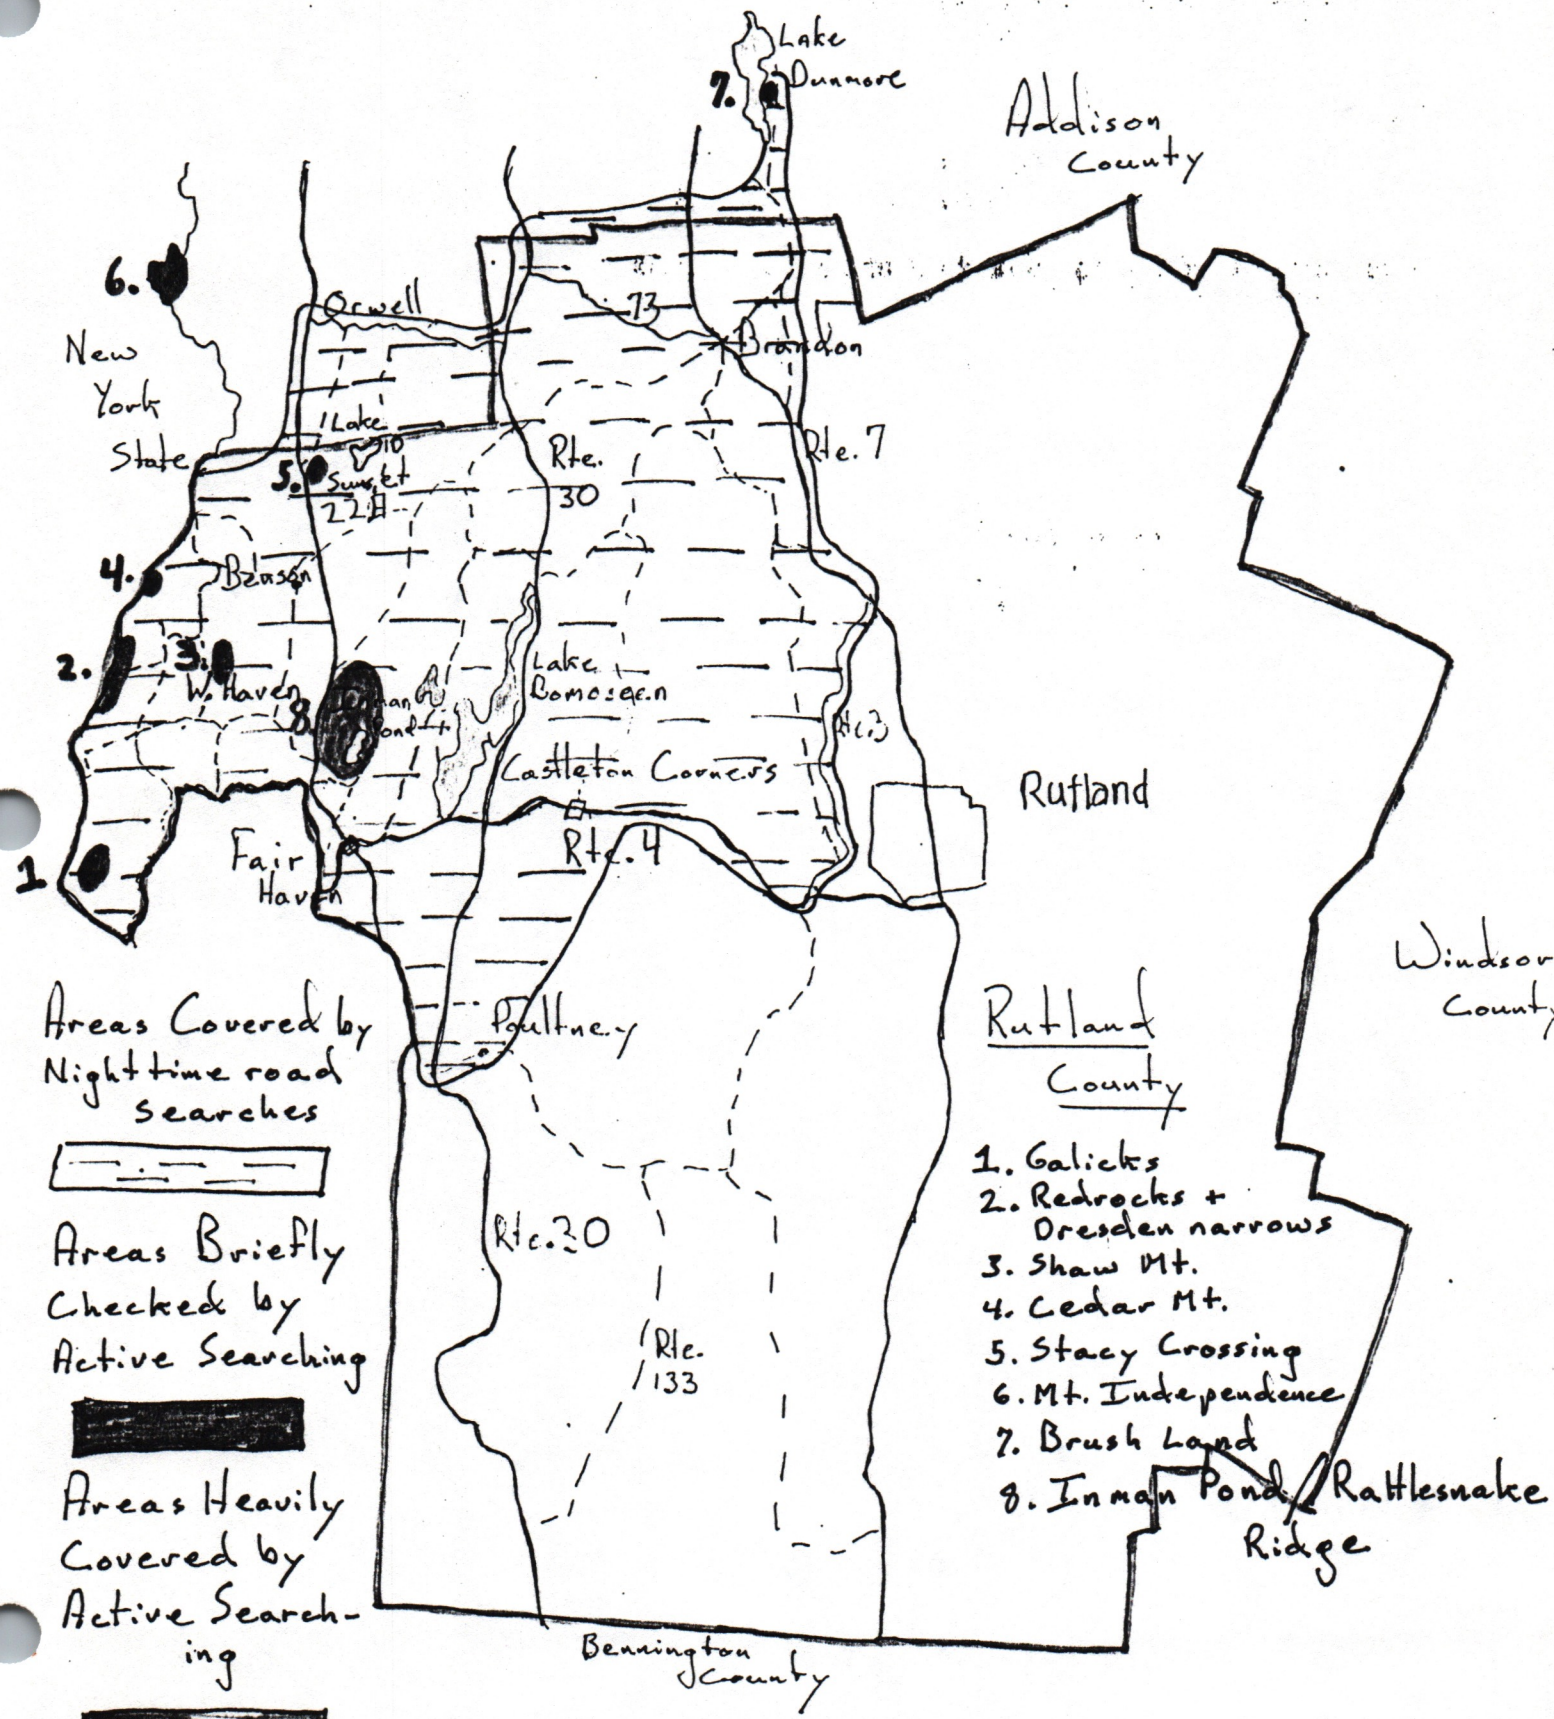 Lake
Dunmore
7.
Addison
County
6.
New
York
State
Orwell
73
Brandon
Lake
5.
Sunset
22A
Rte.
30
Rte. 7
4.
Benson
2.
3.
W. Haven
8.
Inman
Pond
Lake
Bomoseen
Rte. 3
Castleton Corners
Rutland
1
Fair
Haven
Rte. 4
Poultney
Windsor
County
Areas Covered by
Nighttime road
searches
Areas Briefly
Checked by
Active Searching
Areas Heavily
Covered by
Active Search-
ing
Rte. 30
Rte.
133
Rutland
County
1. Galicks
2. Redrocks +
Dresden narrows
3. Shaw Mt.
4. Cedar Mt.
5. Stacy Crossing
6. Mt. Independence
7. Brush Land
8. Inman Pond
Rattlesnake
Ridge
Bennington
County